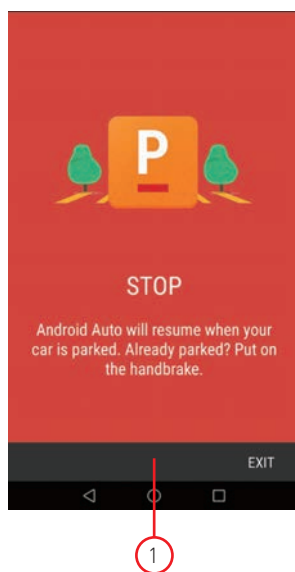 P
STOP
Android Auto will resume when your
car is parked. Already parked? Put on
the handbrake.
EXIT
1